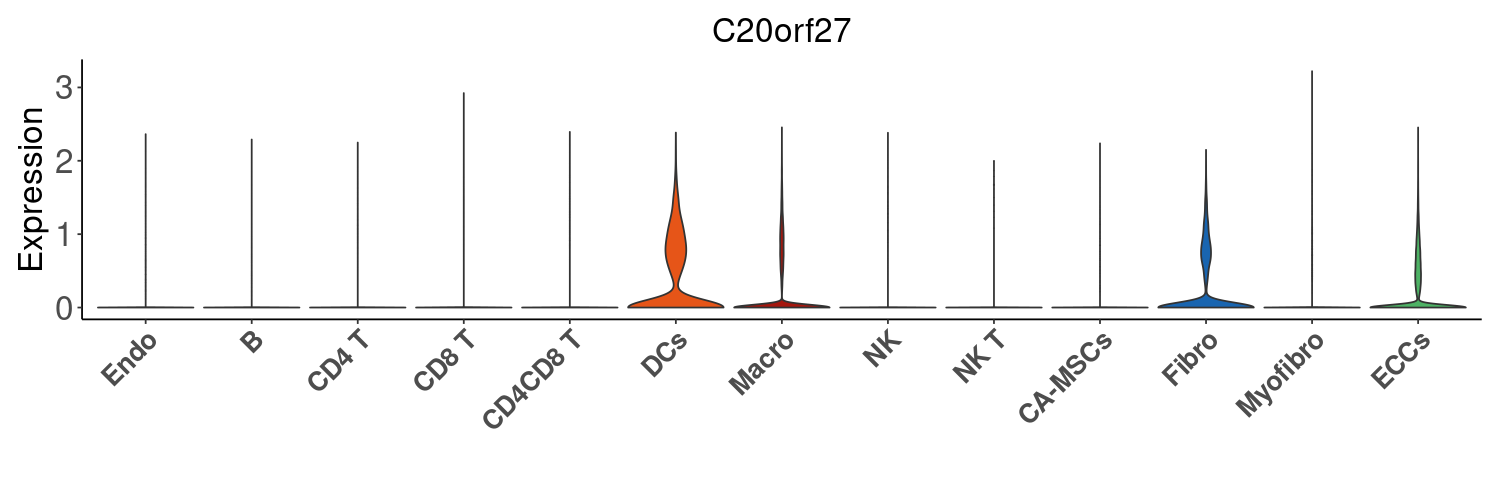 C20orf27
Expression
3
2
1
0
Endo
B
CD4 T
CD8 T
CD4CD8 T
DCs
Macro
NK
NK T
CA-MSCs
Fibro
Myofibro
ECCs